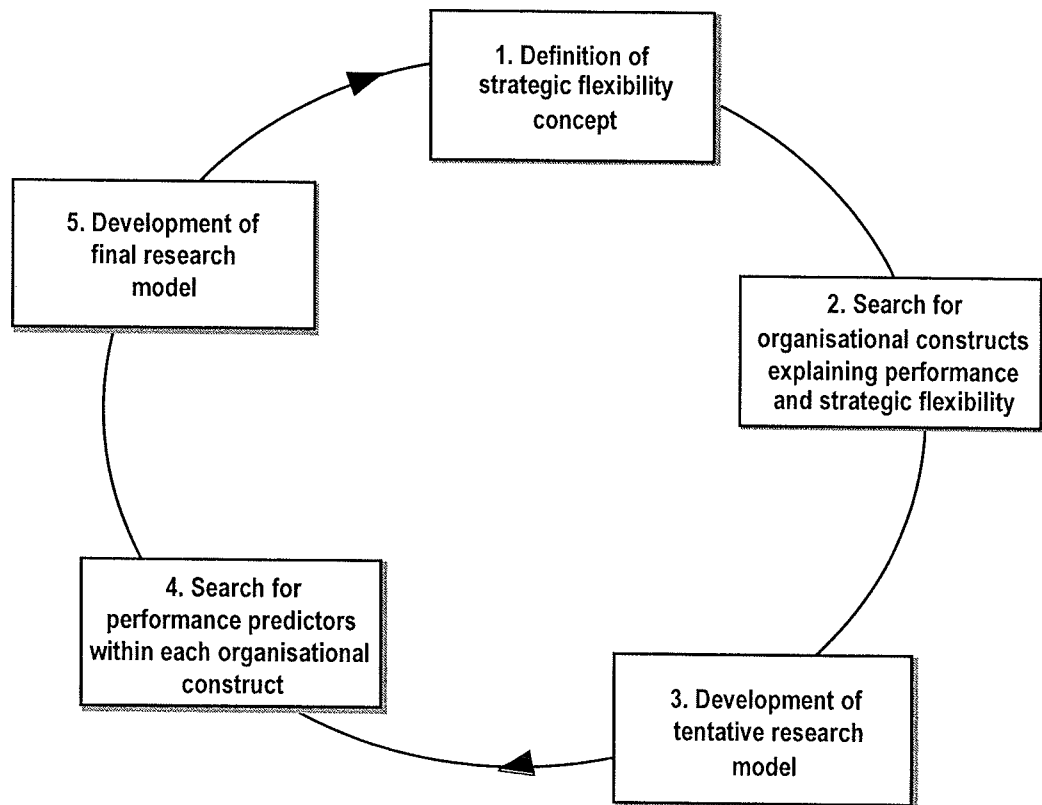 1. Definition of
strategic flexibility
concept
2. Search for
organisational constructs
explaining performance
and strategic flexibility
3. Development of
tentative research
model
4. Search for
performance predictors
within each organisational
construct
5. Development of
final research
model